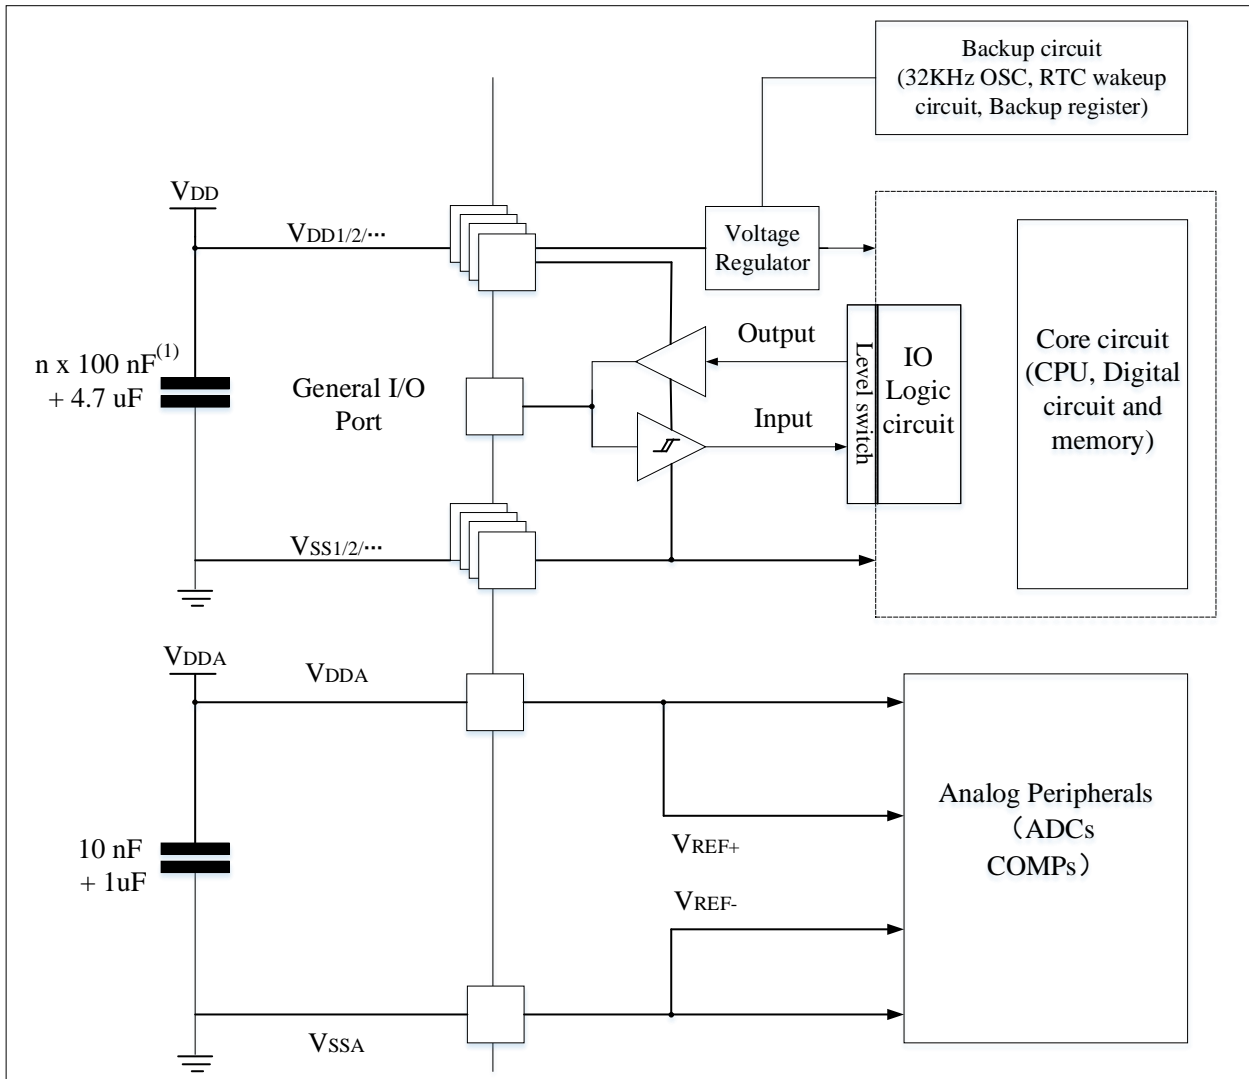 Backup circuit
(32KHz OSC, RTC wakeup
circuit, Backup register)
VDD
VDD1/2/···
Voltage
Regulator
n x 100 nF(1)
+ 4.7 uF
General I/O
Port
Output
Input
Level switch
IO
Logic
circuit
Core circuit
(CPU, Digital
circuit and
memory)
VSS1/2/···
VDDA
VDDA
10 nF
+ 1uF
VREF+
VREF-
Analog Peripherals
（ADCs
COMPs）
VSSA